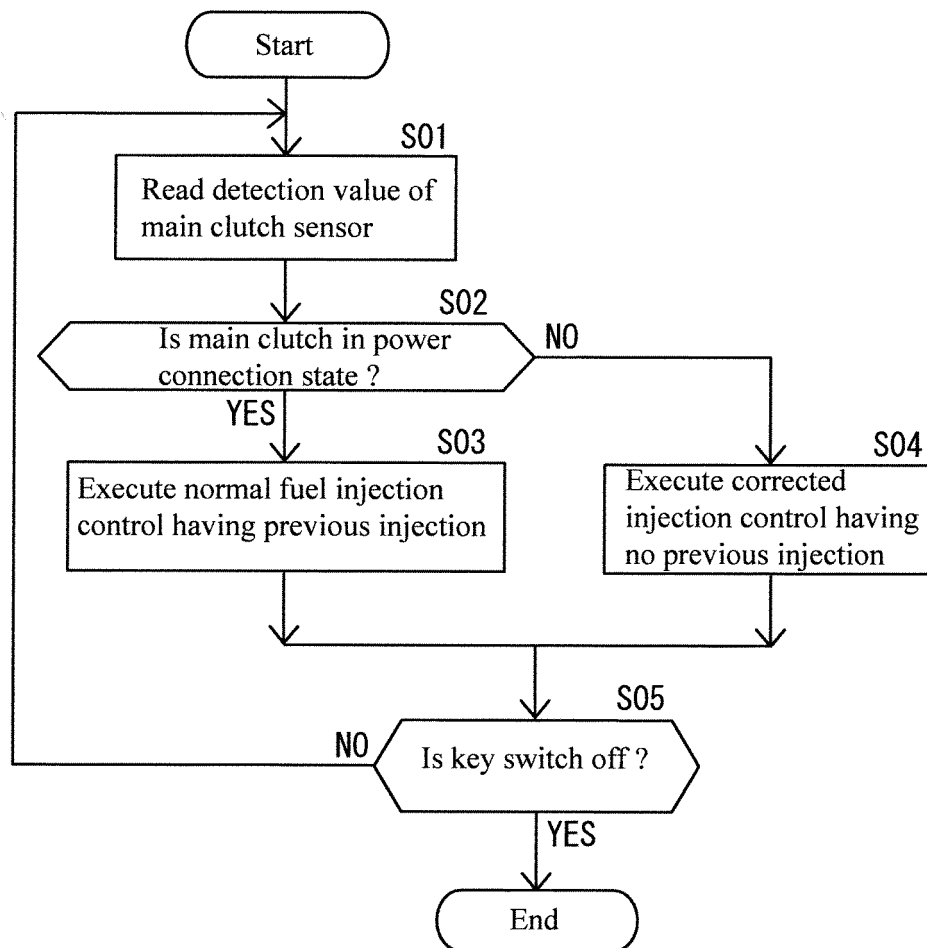 Start
S01
Read detection value of
main clutch sensor
S02
Is main clutch in power
connection state ?
NO
YES
S03
Execute normal fuel injection
control having previous injection
S04
Execute corrected
injection control having
no previous injection
S05
Is key switch off ?
NO
YES
End